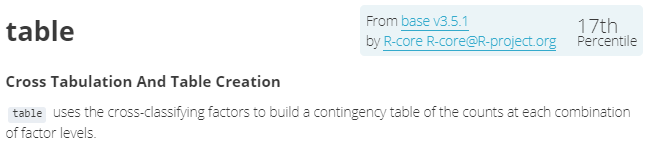 table
From base v3.5.1
by R-core R-core@R-project.org
17th
Percentile
Cross Tabulation And Table Creation
table uses the cross-classifying factors to build a contingency table of the counts at each combination
of factor levels.